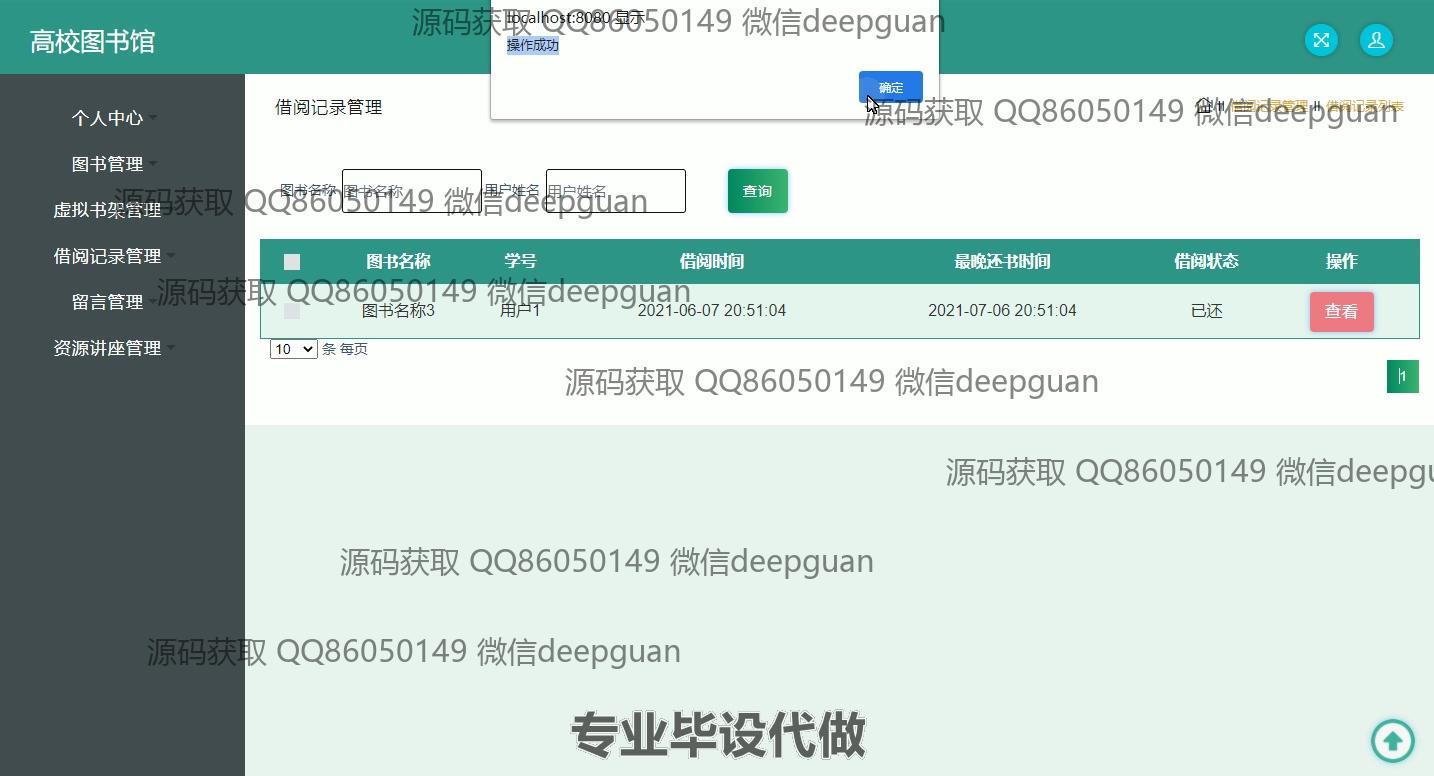 高校图书馆
localhost:8080 显示
操作成功
确定
源码获取 QQ86050149 微信deepguan
个人中心
图书管理
虚拟书架管理
借阅记录管理
留言管理
资源讲座管理
借阅记录管理
借阅记录管理 // 借阅记录列表
源码获取 QQ86050149 微信deepguan
图书名称 图书名称 用户姓名 用户姓名 查询
源码获取 QQ86050149 微信deepguan
图书名称 学号 借阅时间 最晚还书时间 借阅状态 操作
源码获取 QQ86050149 微信deepguan
图书名称3 用户1 2021-06-07 20:51:04 2021-07-06 20:51:04 已还 查看
10 条 每页
1
源码获取 QQ86050149 微信deepguan
源码获取 QQ86050149 微信deepgu
源码获取 QQ86050149 微信deepguan
源码获取 QQ86050149 微信deepguan
专业毕设代做